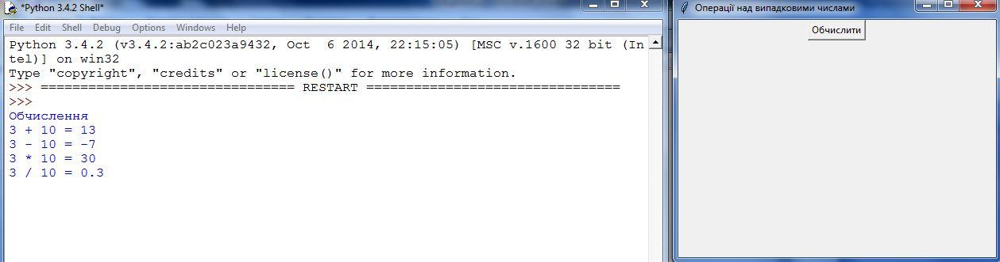 *Python 3.4.2 Shell*
File Edit Shell Debug Options Windows Help
Python 3.4.2 (v3.4.2:ab2c023a9432, Oct  6 2014, 22:15:05) [MSC v.1600 32 bit (In
tel)] on win32
Type "copyright", "credits" or "license()" for more information.
>>> ================================ RESTART ================================
>>>
Обчислення
3 + 10 = 13
3 - 10 = -7
3 * 10 = 30
3 / 10 = 0.3
Операції над випадковими числами
Обчислити